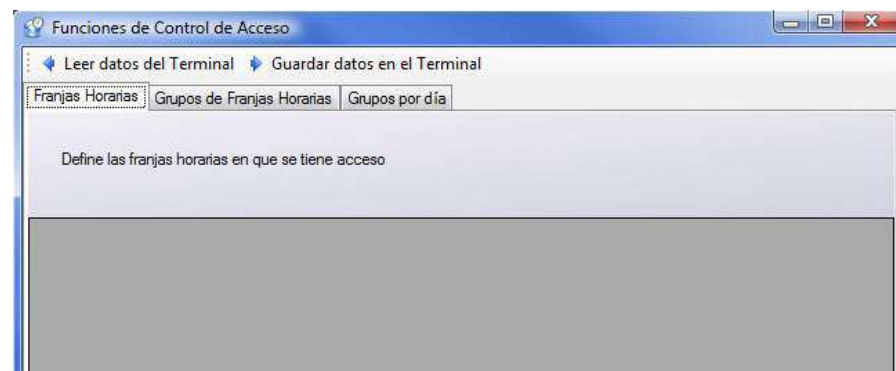 Funciones de Control de Acceso
Leer datos del Terminal Guardar datos en el Terminal
Franjas Horarias Grupos de Franjas Horarias Grupos por día
Define las franjas horarias en que se tiene acceso